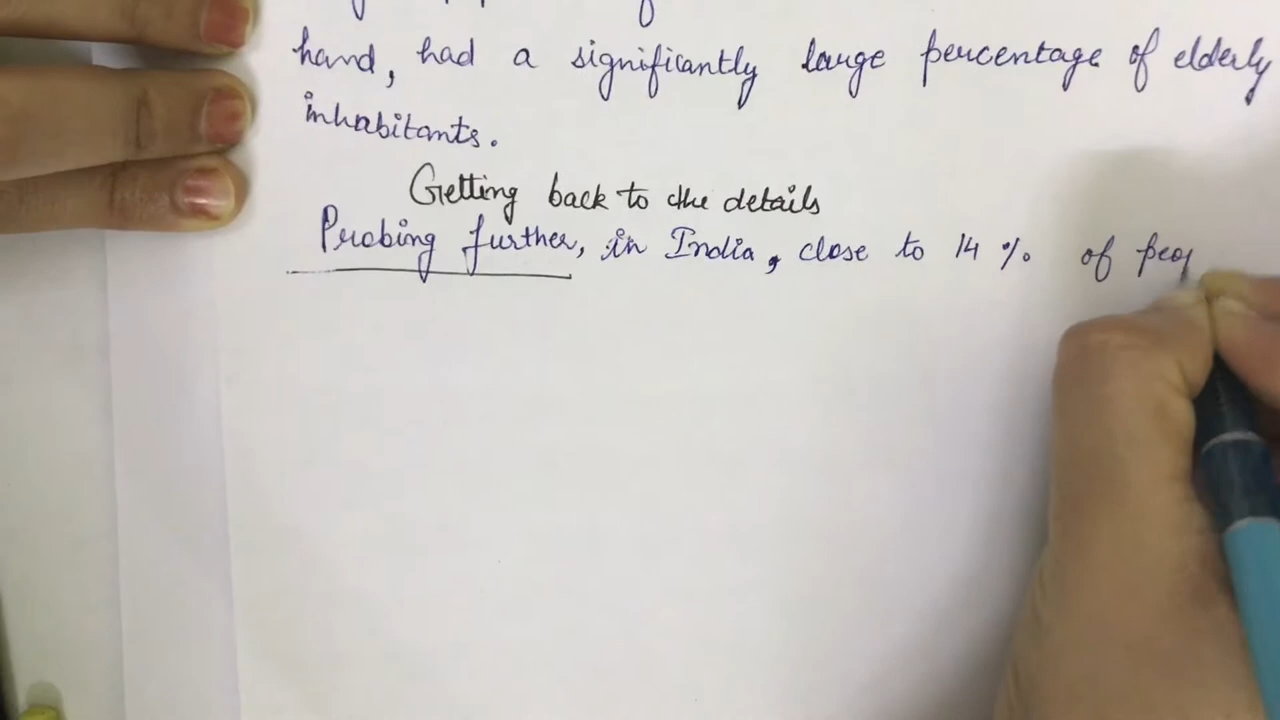 hand, had a significantly large percentage of elderly
inhabitants.
Getting back to the details
Probing further, in India, close to 14 % of